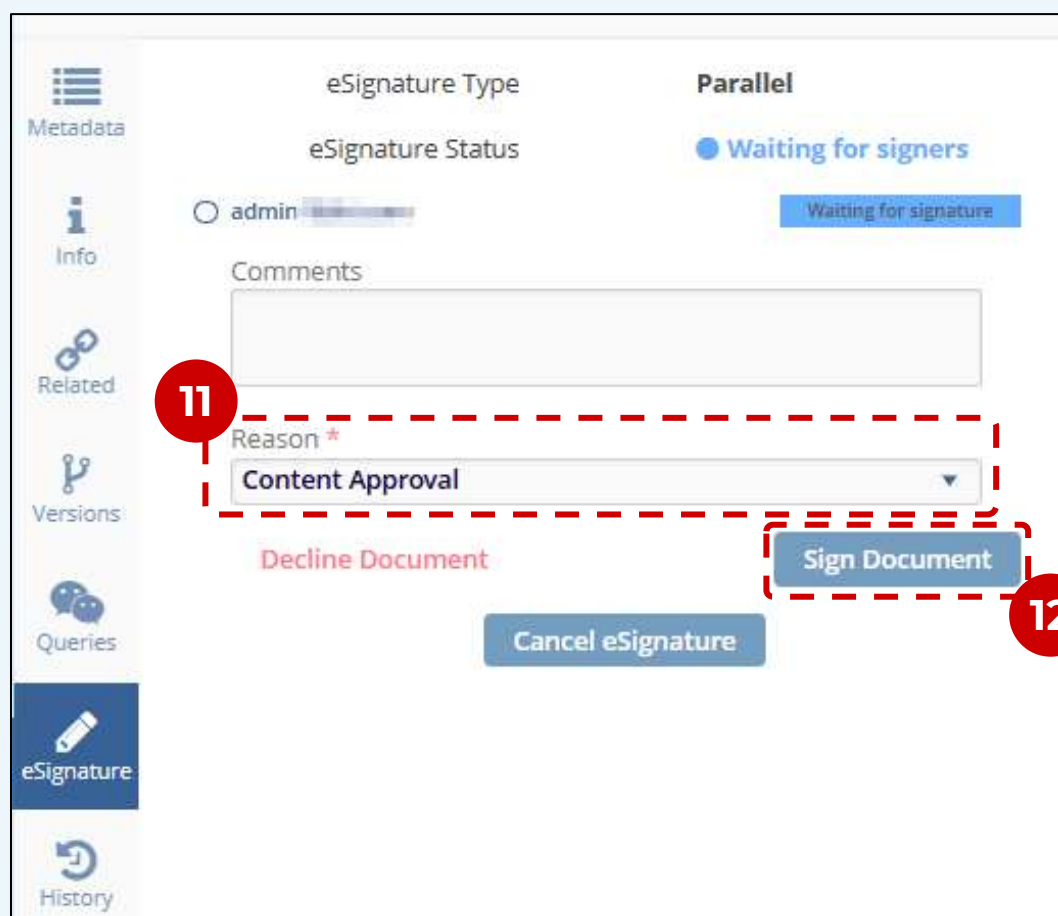 Metadata
Info
Related
Versions
Queries
eSignature
History
eSignature Type Parallel
eSignature Status Waiting for signers
admin Waiting for signature
Comments
11
Reason *
Content Approval
Decline Document Sign Document
12
Cancel eSignature